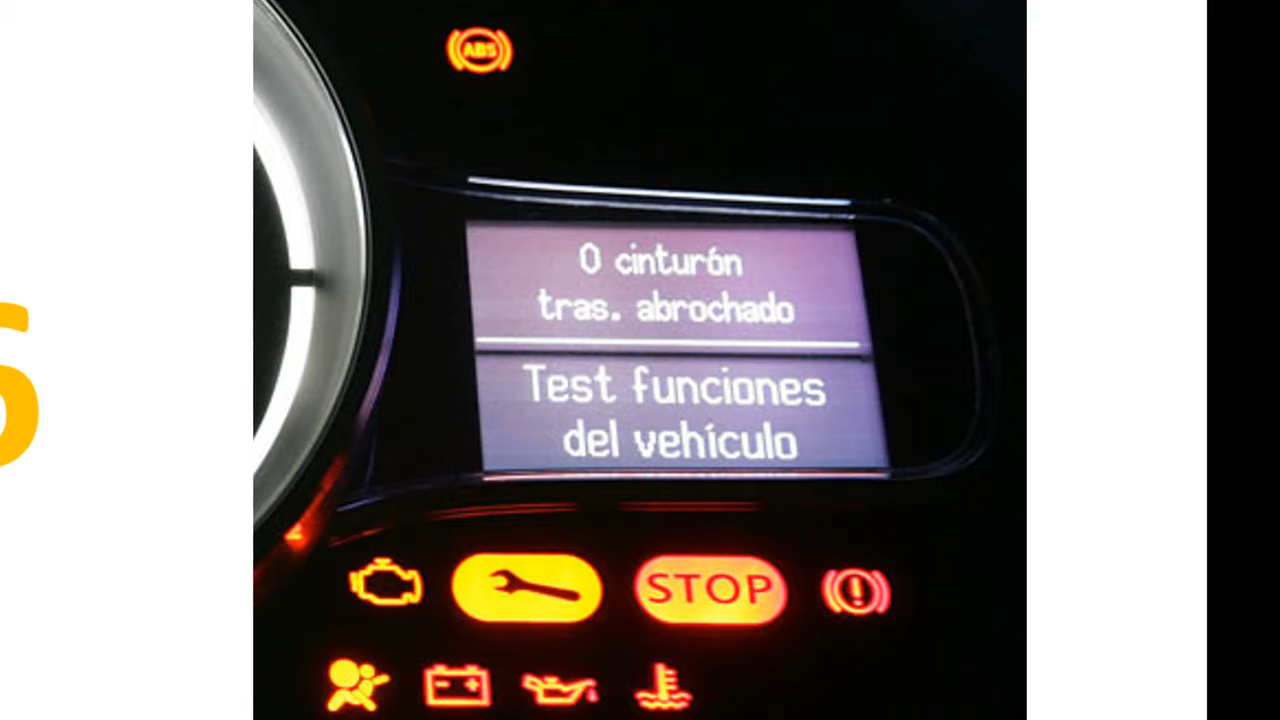 ABS
0 cinturón
tras. abrochado
Test funciones
del vehículo
STOP